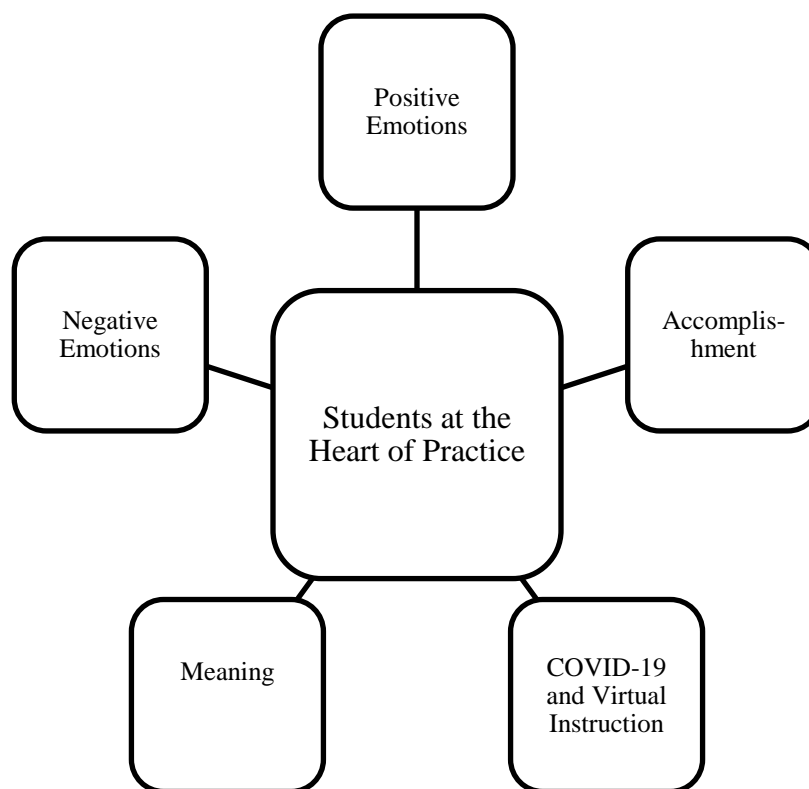 Positive
Emotions
Negative
Emotions
Accomplis-
hment
Students at the
Heart of Practice
Meaning
COVID-19
and Virtual
Instruction